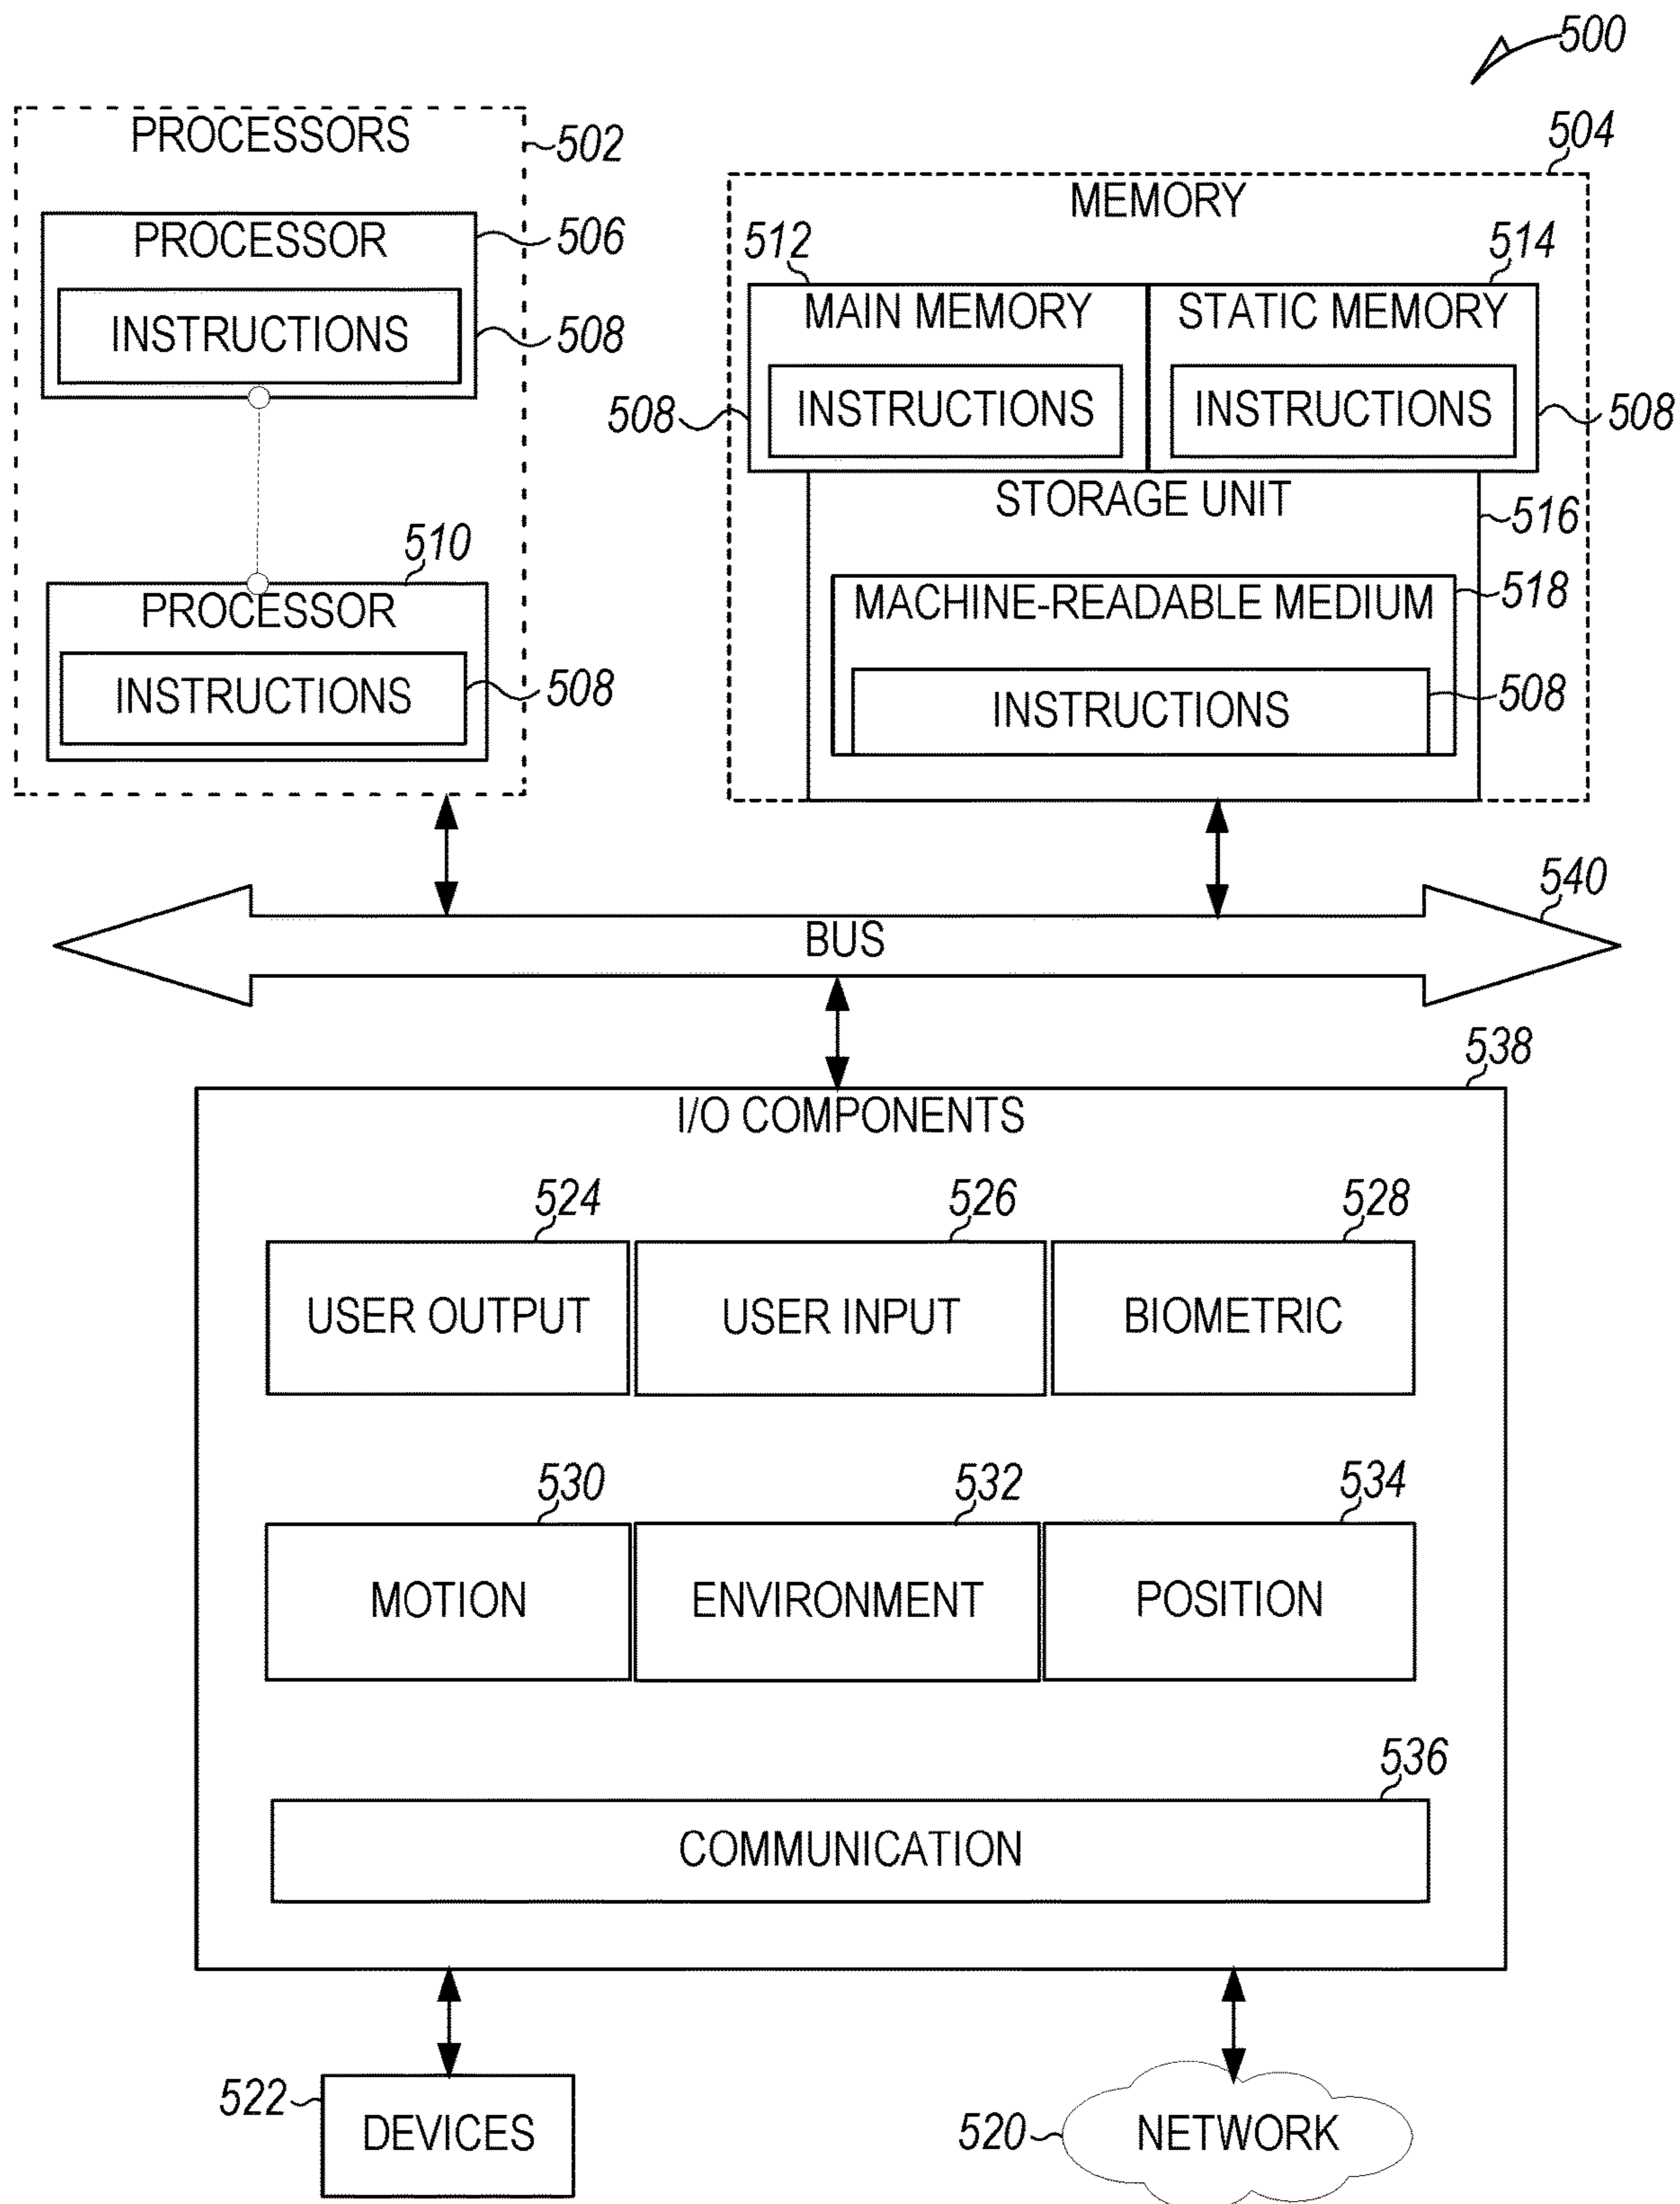 500
PROCESSORS
502
PROCESSOR
506
INSTRUCTIONS
508
510
PROCESSOR
INSTRUCTIONS
508
504
MEMORY
512
514
MAIN MEMORY
STATIC MEMORY
508
INSTRUCTIONS
INSTRUCTIONS
508
STORAGE UNIT
516
MACHINE-READABLE MEDIUM
518
INSTRUCTIONS
508
540
BUS
538
I/O COMPONENTS
524
526
528
USER OUTPUT
USER INPUT
BIOMETRIC
530
532
534
MOTION
ENVIRONMENT
POSITION
536
COMMUNICATION
522
DEVICES
520
NETWORK